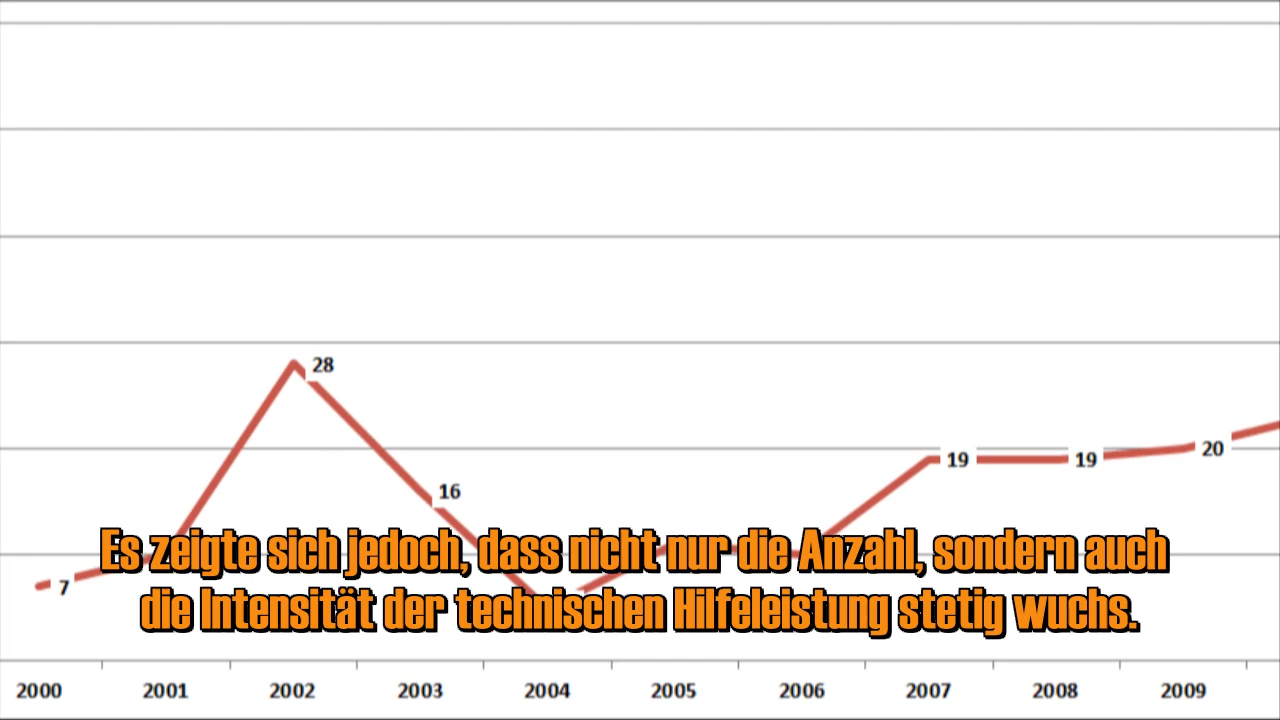 28
16
19
19
20
7
Es zeigte sich jedoch, dass nicht nur die Anzahl, sondern auch
die Intensität der technischen Hilfeleistung stetig wuchs.
2000 2001 2002 2003 2004 2005 2006 2007 2008 2009